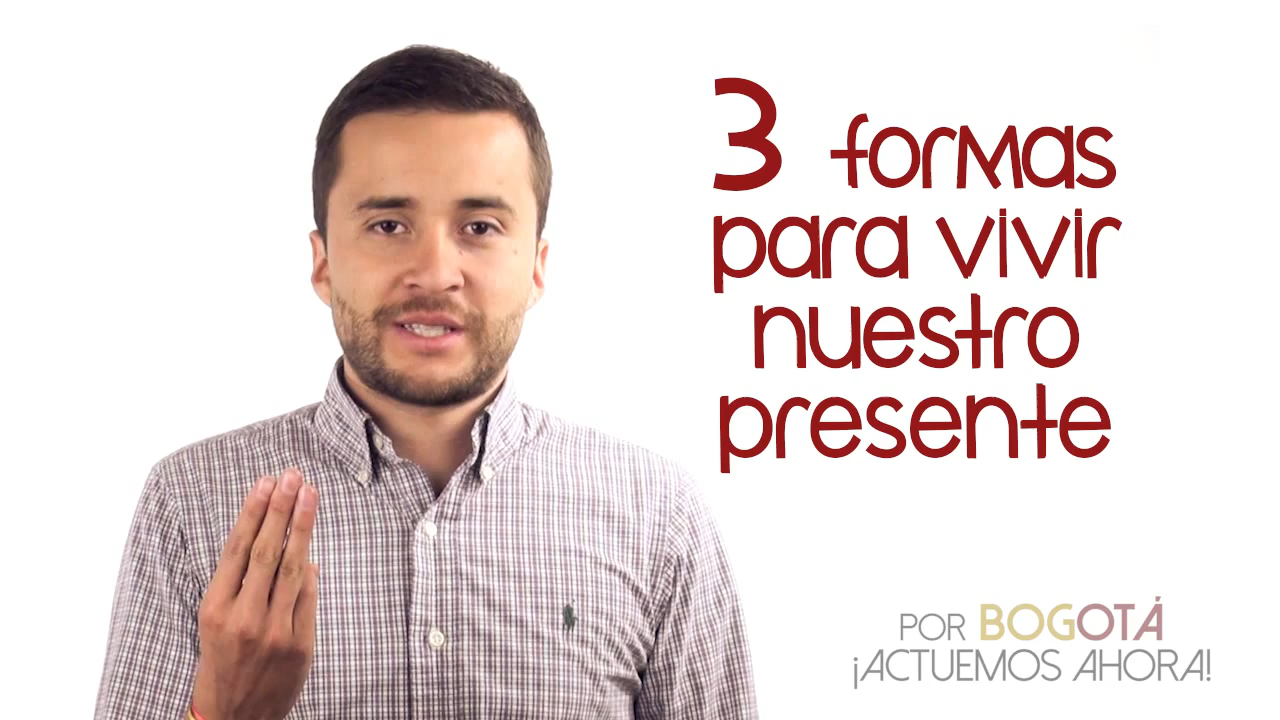 3 formas
para vivir
nuestro
presente
POR BOGOTÁ
¡ACTUEMOS AHORA!